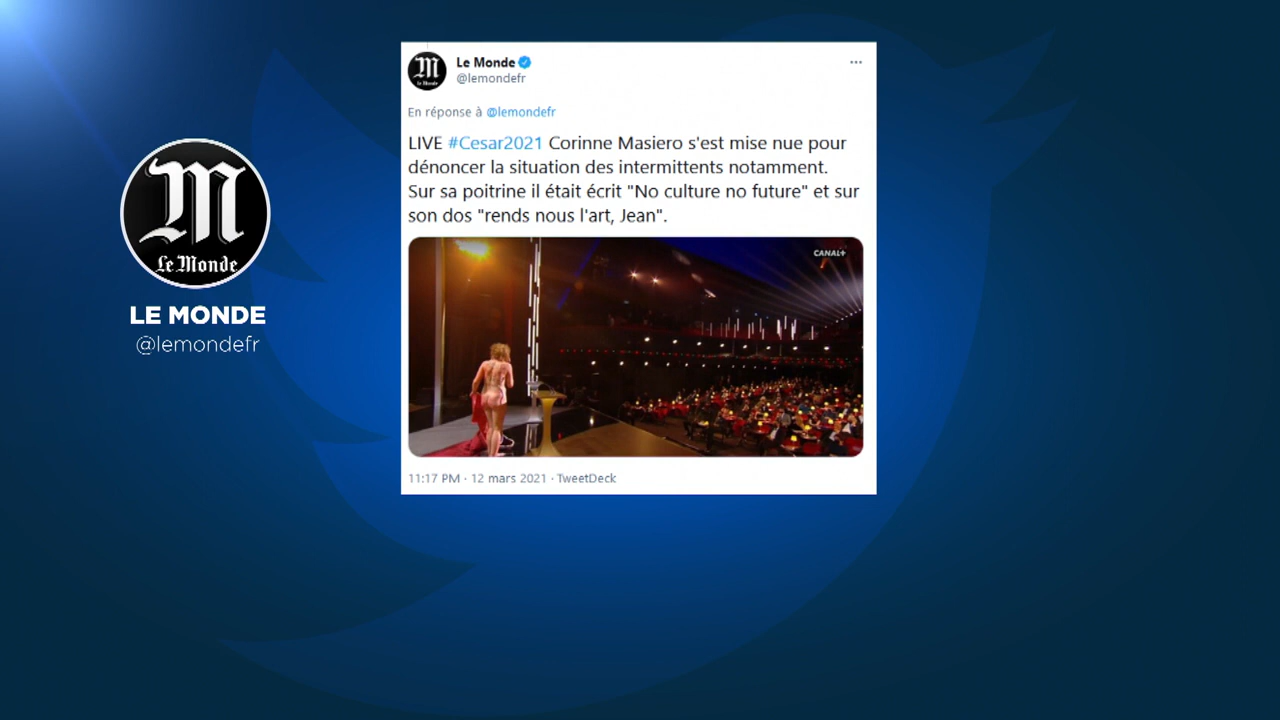 Le Monde
@lemondefr
En réponse à @lemondefr
LIVE #Cesar2021 Corinne Masiero s'est mise nue pour
dénoncer la situation des intermittents notamment.
Sur sa poitrine il était écrit "No culture no future" et sur
son dos "rends nous l'art, Jean".
CANAL+
11:17 PM · 12 mars 2021 · TweetDeck
M
Le Monde
M
Le Monde
LE MONDE
@lemondefr